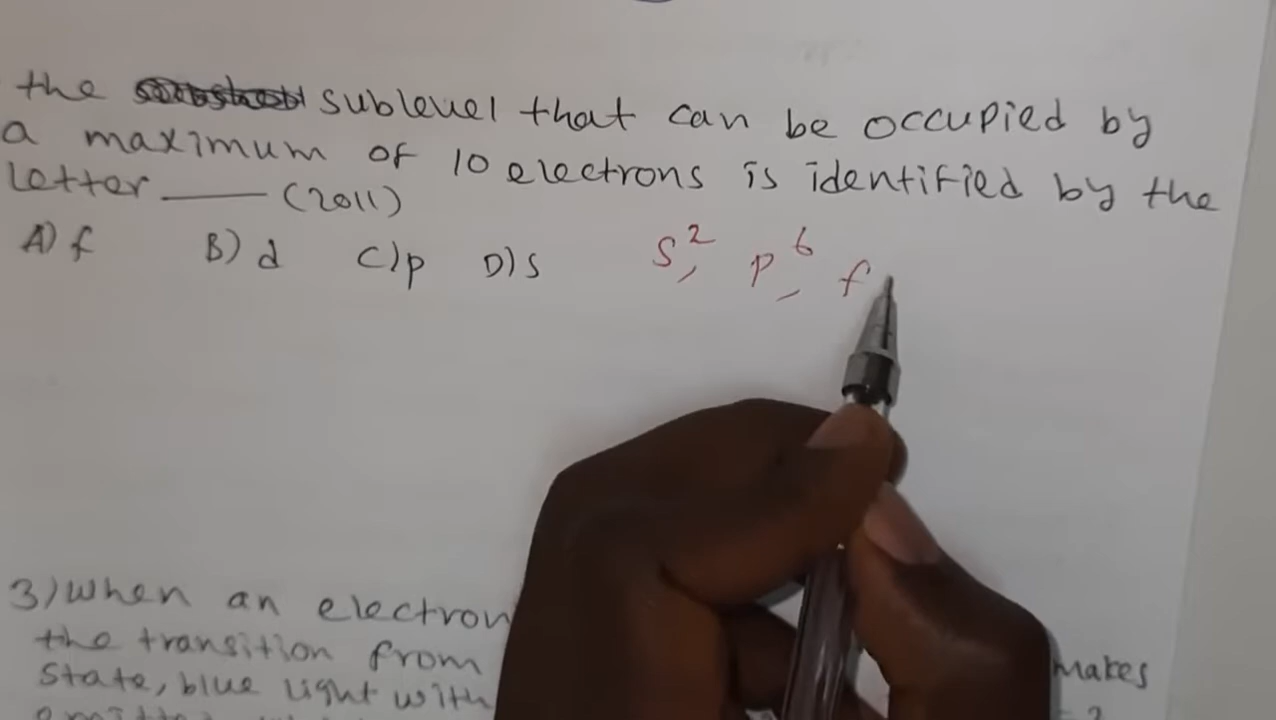 the sublevel that can be occupied by
a maximum of 10 electrons is identified by the
letter ____ (2011)
A) f B) d C) p D) s s², p⁶, f
3) When an electron makes
the transition from
state, blue light with